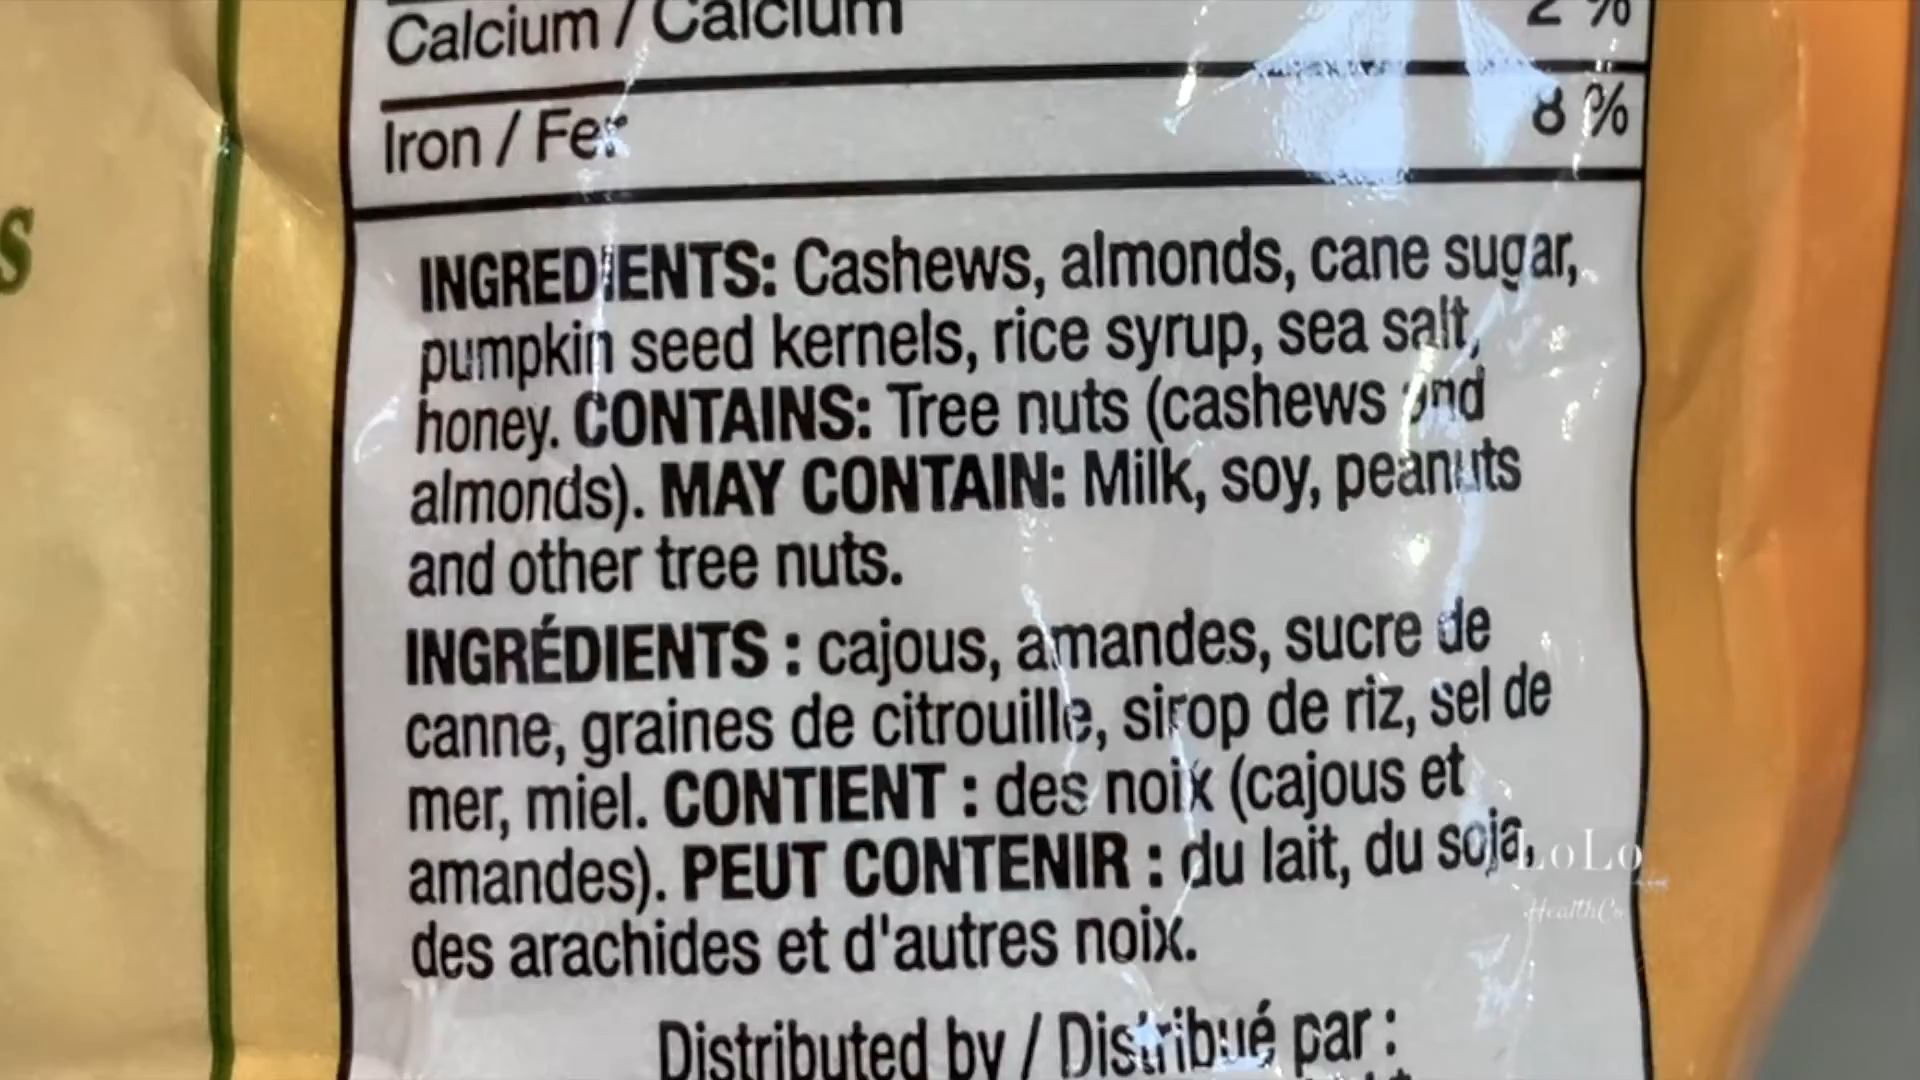 Calcium / Calcium 2 %
Iron / Fer 8 %
s
INGREDIENTS: Cashews, almonds, cane sugar,
pumpkin seed kernels, rice syrup, sea salt,
honey. CONTAINS: Tree nuts (cashews and
almonds). MAY CONTAIN: Milk, soy, peanuts
and other tree nuts.
INGRÉDIENTS : cajous, amandes, sucre de
canne, graines de citrouille, sirop de riz, sel de
mer, miel. CONTIENT : des noix (cajous et
amandes). PEUT CONTENIR : du lait, du soja,
des arachides et d'autres noix.
LoLo
HealthCo
Distributed by / Distribué par :